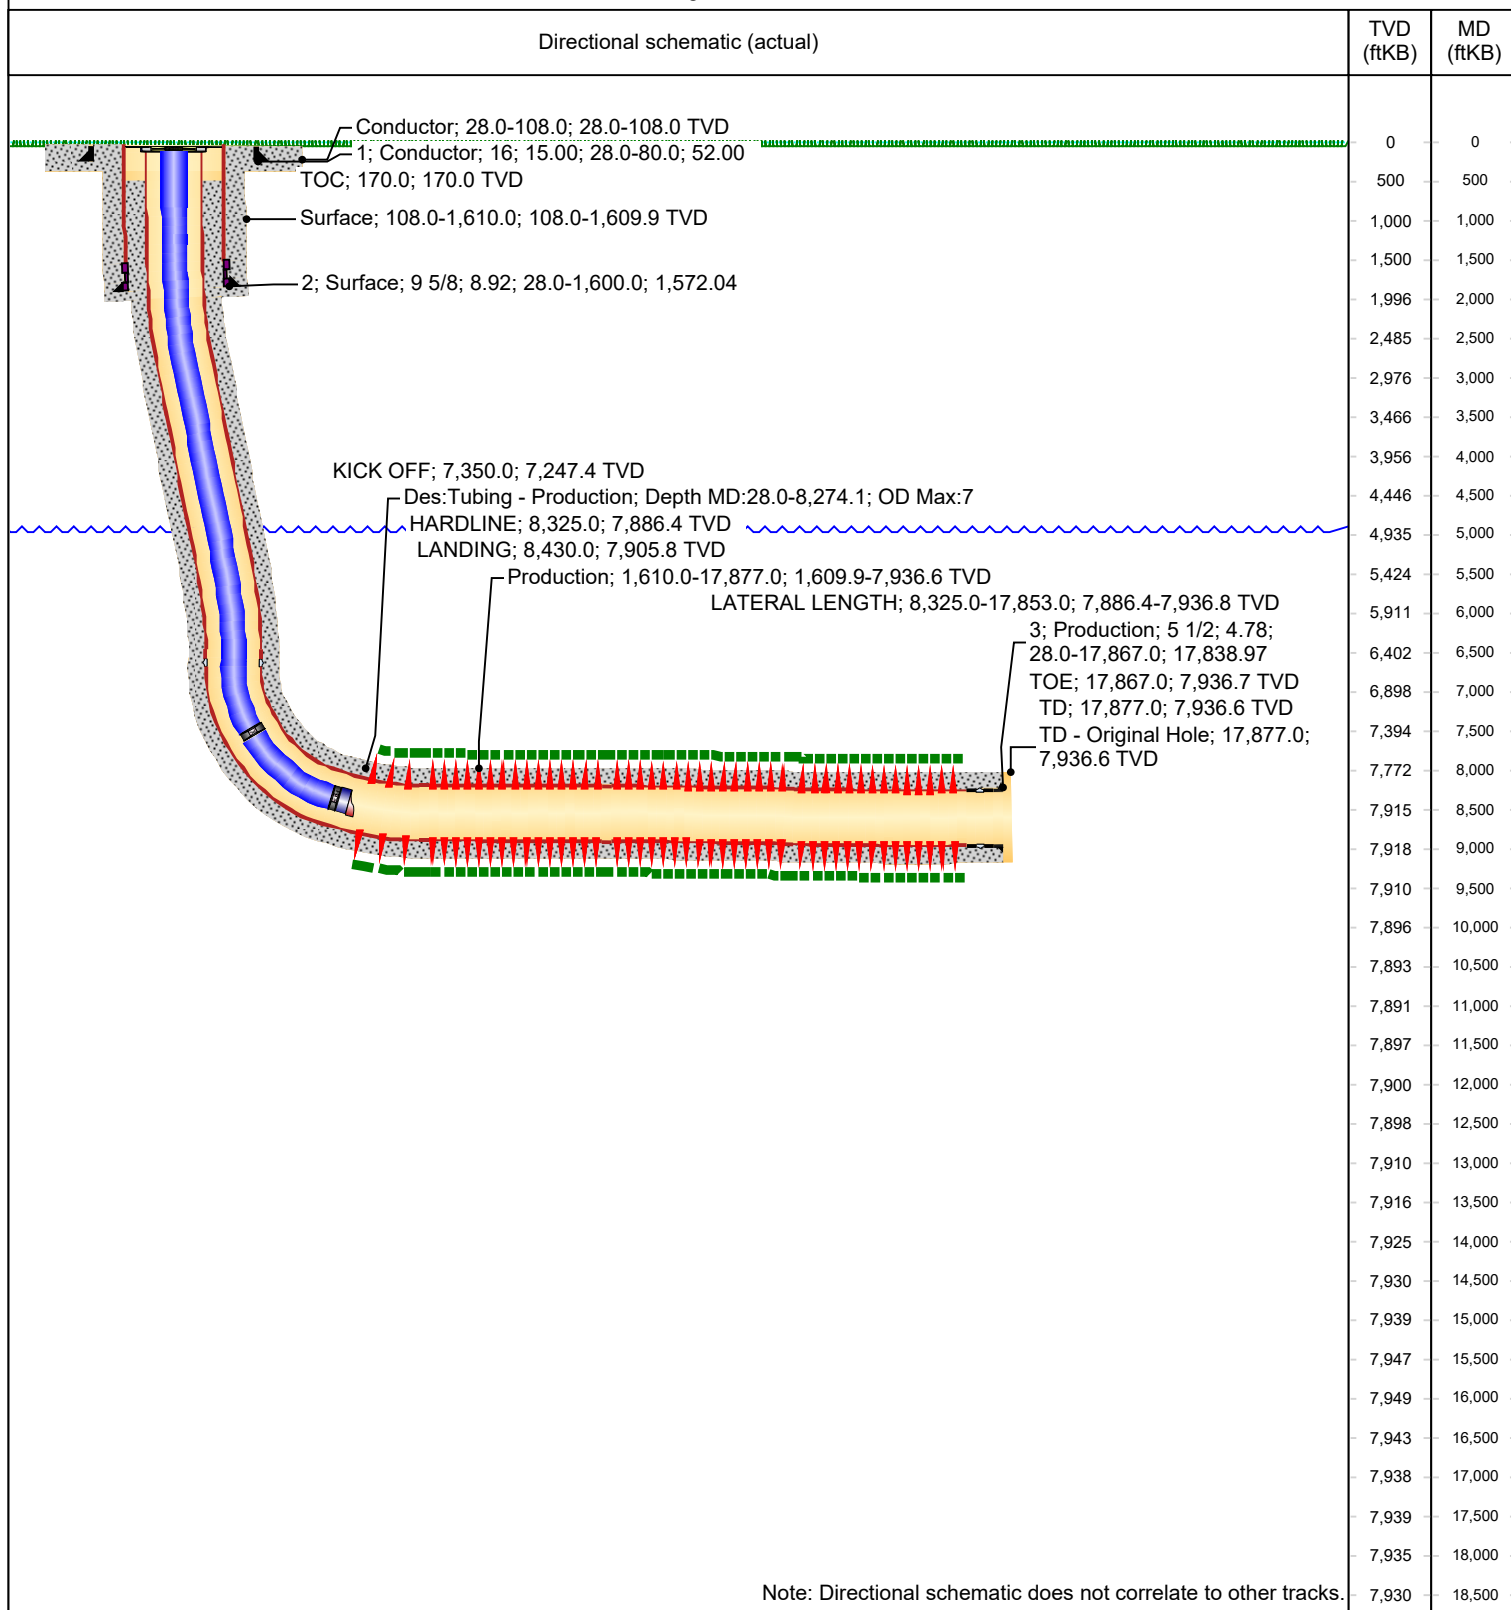 Directional schematic (actual)
TVD
(ftKB)
MD
(ftKB)
Conductor; 28.0-108.0; 28.0-108.0 TVD
1; Conductor; 16; 15.00; 28.0-80.0; 52.00
TOC; 170.0; 170.0 TVD
Surface; 108.0-1,610.0; 108.0-1,609.9 TVD
2; Surface; 9 5/8; 8.92; 28.0-1,600.0; 1,572.04
KICK OFF; 7,350.0; 7,247.4 TVD
Des:Tubing - Production; Depth MD:28.0-8,274.1; OD Max:7
HARDLINE; 8,325.0; 7,886.4 TVD
LANDING; 8,430.0; 7,905.8 TVD
Production; 1,610.0-17,877.0; 1,609.9-7,936.6 TVD
LATERAL LENGTH; 8,325.0-17,853.0; 7,886.4-7,936.8 TVD
3; Production; 5 1/2; 4.78;
28.0-17,867.0; 17,838.97
TOE; 17,867.0; 7,936.7 TVD
TD; 17,877.0; 7,936.6 TVD
TD - Original Hole; 17,877.0;
7,936.6 TVD
0 0
500 500
1,000 1,000
1,500 1,500
1,996 2,000
2,485 2,500
2,976 3,000
3,466 3,500
3,956 4,000
4,446 4,500
4,935 5,000
5,424 5,500
5,911 6,000
6,402 6,500
6,898 7,000
7,394 7,500
7,772 8,000
7,915 8,500
7,918 9,000
7,910 9,500
7,896 10,000
7,893 10,500
7,891 11,000
7,897 11,500
7,900 12,000
7,898 12,500
7,910 13,000
7,916 13,500
7,925 14,000
7,930 14,500
7,939 15,000
7,947 15,500
7,949 16,000
7,943 16,500
7,938 17,000
7,939 17,500
7,935 18,000
7,930 18,500
Note: Directional schematic does not correlate to other tracks.